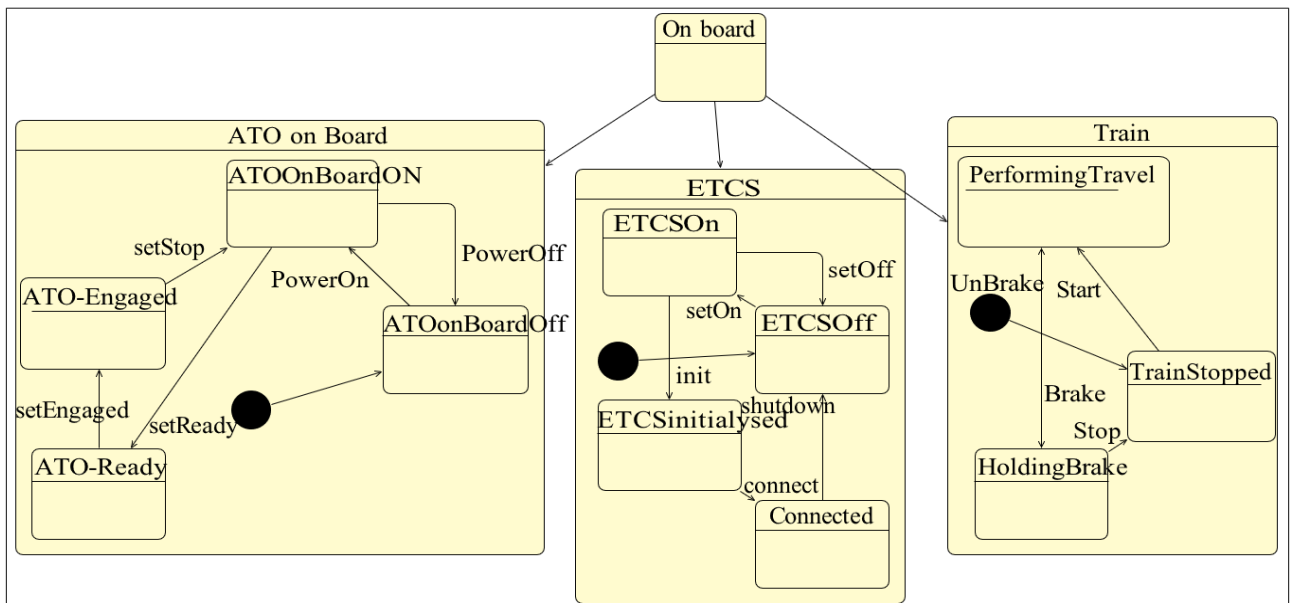 On board
ATO on Board
ATOOnBoardON
setStop
PowerOff
PowerOn
ATO-Engaged
ATOonBoardOff
setEngaged
setReady
ATO-Ready
ETCS
ETCSOn
setOff
setOn
ETCSOff
init
shutdown
ETCSinitialysed
connect
Connected
Train
PerformingTravel
UnBrake
Start
TrainStopped
Brake
Stop
HoldingBrake